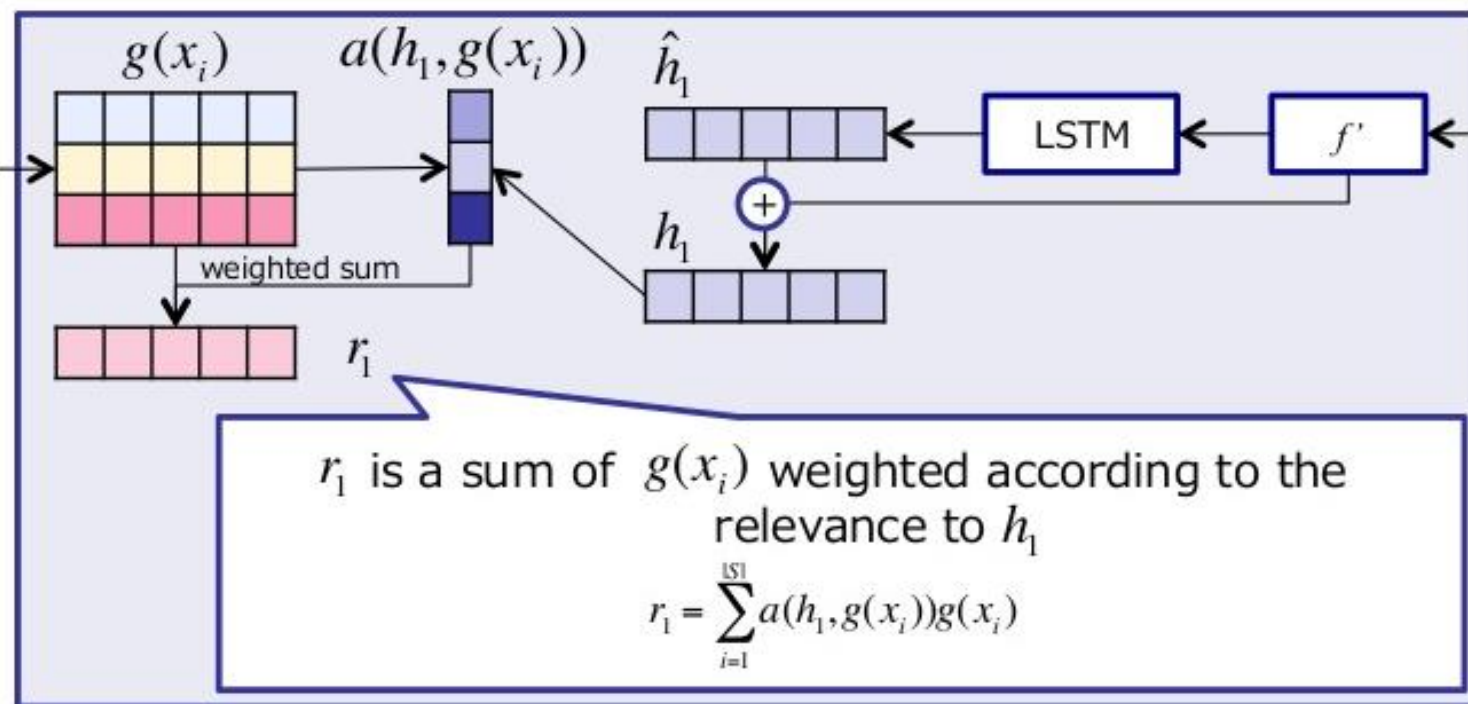 g(x_i) a(h_1, g(x_i)) ĥ_1
LSTM f'
+
h_1
weighted sum
r_1
r_1 is a sum of g(x_i) weighted according to the
relevance to h_1
r_1 = \sum_{i=1}^{|S|} a(h_1, g(x_i))g(x_i)